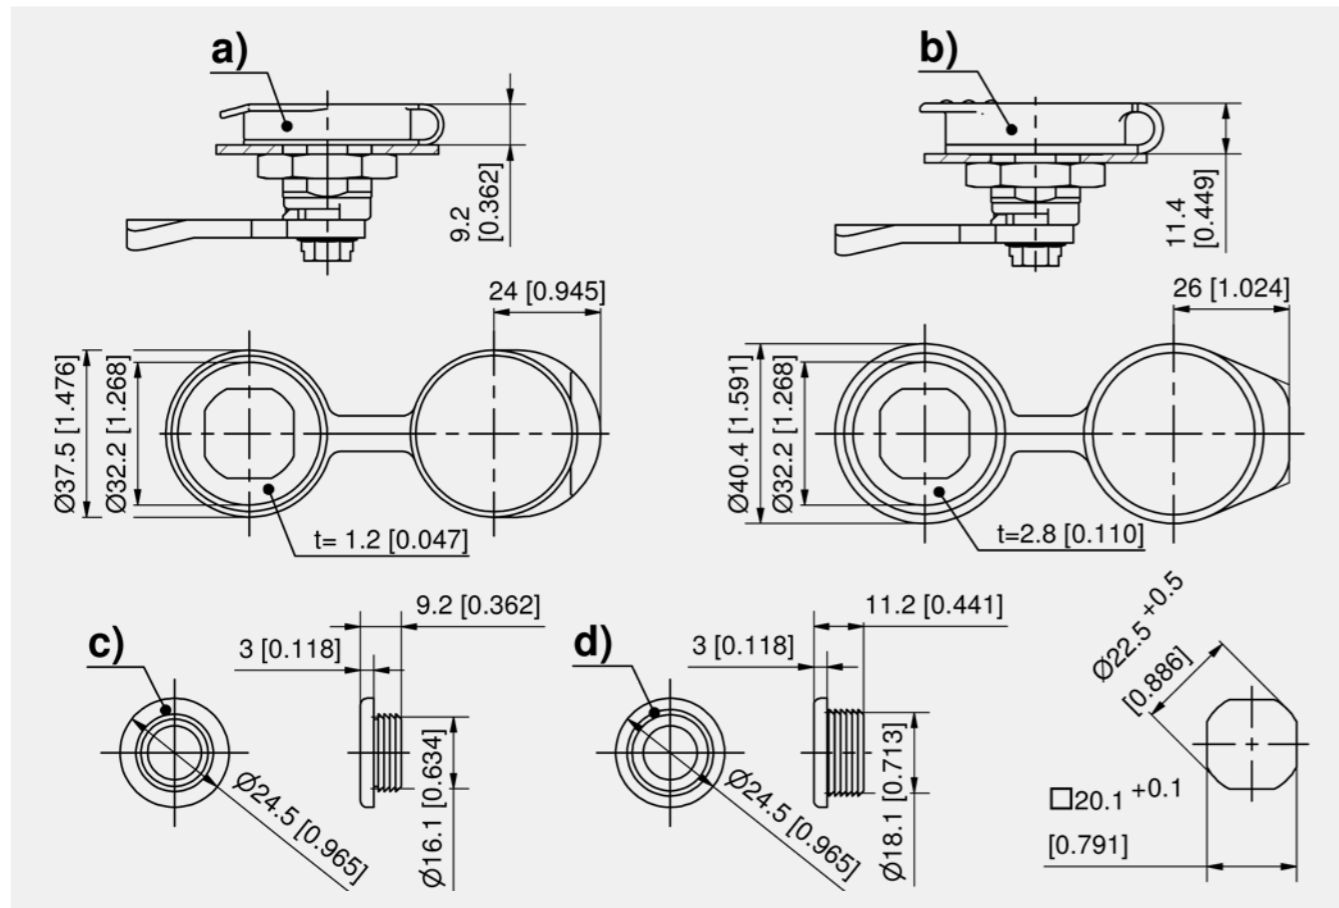 a)
b)
9.2
[0.362]
11.4
[0.449]
24 [0.945]
26 [1.024]
Ø37.5 [1.476]
Ø32.2 [1.268]
Ø40.4 [1.591]
Ø32.2 [1.268]
t= 1.2 [0.047]
t=2.8 [0.110]
c)
3 [0.118]
9.2 [0.362]
Ø24.5 [0.965]
Ø16.1 [0.634]
d)
3 [0.118]
11.2 [0.441]
Ø24.5 [0.965]
Ø18.1 [0.713]
Ø22.5 +0.5
[0.886]
□20.1 +0.1
[0.791]